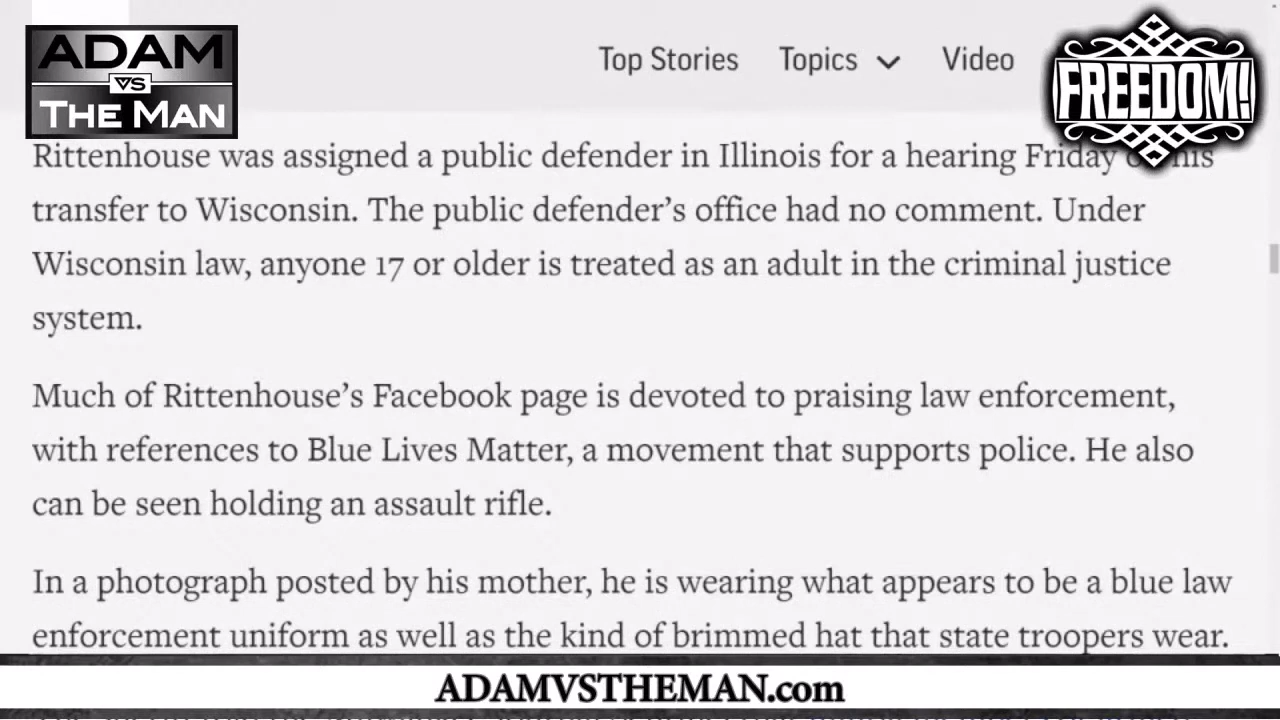 ADAM
VS
THE MAN
Top Stories Topics Video
FREEDOM!
Rittenhouse was assigned a public defender in Illinois for a hearing Friday his
transfer to Wisconsin. The public defender’s office had no comment. Under
Wisconsin law, anyone 17 or older is treated as an adult in the criminal justice
system.
Much of Rittenhouse’s Facebook page is devoted to praising law enforcement,
with references to Blue Lives Matter, a movement that supports police. He also
can be seen holding an assault rifle.
In a photograph posted by his mother, he is wearing what appears to be a blue law
enforcement uniform as well as the kind of brimmed hat that state troopers wear.
ADAMVSTHEMAN.com